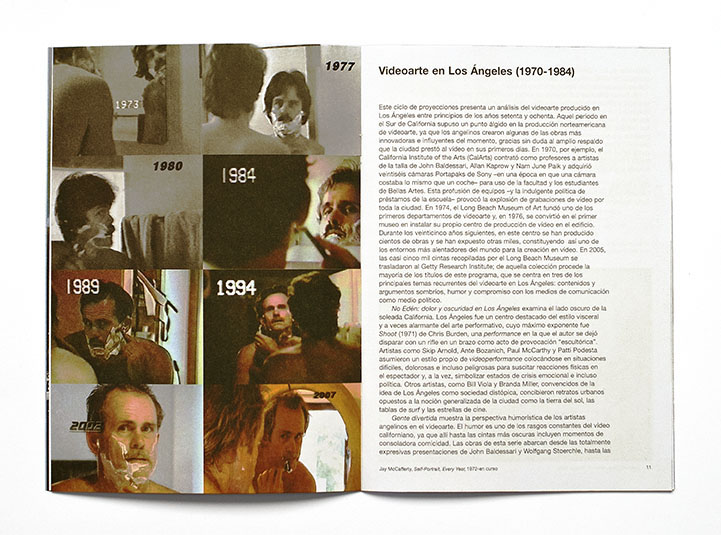 1973
1977
1980
1984
1989
1994
2002
2007
Videoarte en Los Ángeles (1970-1984)
Este ciclo de proyecciones presenta un análisis del videoarte producido en
Los Ángeles entre principios de los años setenta y ochenta. Aquel periodo en
el Sur de California supuso un punto álgido en la producción norteamericana
de videoarte, ya que los angelinos crearon algunas de las obras más
innovadoras e influyentes del momento, gracias sin duda al amplio respaldo
que la ciudad prestó al vídeo en sus primeros días. En 1970, por ejemplo, el
California Institute of the Arts (CalArts) contrató como profesores a artistas
de la talla de John Baldessari, Allan Kaprow y Nam June Paik y adquirió
veintiséis cámaras Portapaks de Sony –en una época en que una cámara
costaba lo mismo que un coche– para uso de la facultad y los estudiantes
de Bellas Artes. Esta profusión de equipos –y la indulgente política de
préstamos de la escuela– provocó la explosión de grabaciones de vídeo por
toda la ciudad. En 1974, el Long Beach Museum of Art fundó uno de los
primeros departamentos de videoarte y, en 1976, se convirtió en el primer
museo en instalar su propio centro de producción de vídeo en el edificio.
Durante los veinticinco años siguientes, en este centro se han producido
cientos de obras y se han expuesto otras miles, constituyendo así uno de
los entornos más alentadores del mundo para la creación en vídeo. En 2005,
las casi cinco mil cintas recopiladas por el Long Beach Museum se
trasladaron al Getty Research Institute; de aquella colección procede la
mayoría de los títulos de este programa, que se centra en tres de los
principales temas recurrentes del videoarte en Los Ángeles: contenidos y
argumentos sombríos, humor y compromiso con los medios de comunicación
como medio político.
No Edén: dolor y oscuridad en Los Ángeles examina el lado oscuro de la
soleada California. Los Ángeles fue un centro destacado del estilo visceral
y a veces alarmante del arte performativo, cuyo máximo exponente fue
Shoot (1971) de Chris Burden, una performance en la que el autor se dejó
disparar con un rifle en un brazo como acto de provocación "escultórica".
Artistas como Skip Arnold, Ante Bozanich, Paul McCarthy y Patti Podesta
asumieron un estilo propio de videoperformance colocándose en situaciones
difíciles, dolorosas e incluso peligrosas para suscitar reacciones físicas en
el espectador y, a la vez, simbolizar estados de crisis emocional e incluso
política. Otros artistas, como Bill Viola y Branda Miller, convencidos de la
idea de Los Ángeles como sociedad distópica, concibieron retratos urbanos
opuestos a la noción generalizada de la ciudad como la tierra del sol, las
tablas de surf y las estrellas de cine.
Gente divertida muestra la perspectiva humorística de los artistas
angelinos en el videoarte. El humor es uno de los rasgos constantes del vídeo
californiano, ya que allí hasta las cintas más oscuras incluyen momentos de
consoladora comicidad. Las obras de esta serie abarcan desde las totalmente
expresivas presentaciones de John Baldessari y Wolfgang Stoerchle, hasta las
Jay McCafferty, Self-Portrait, Every Year, 1972-en curso
11